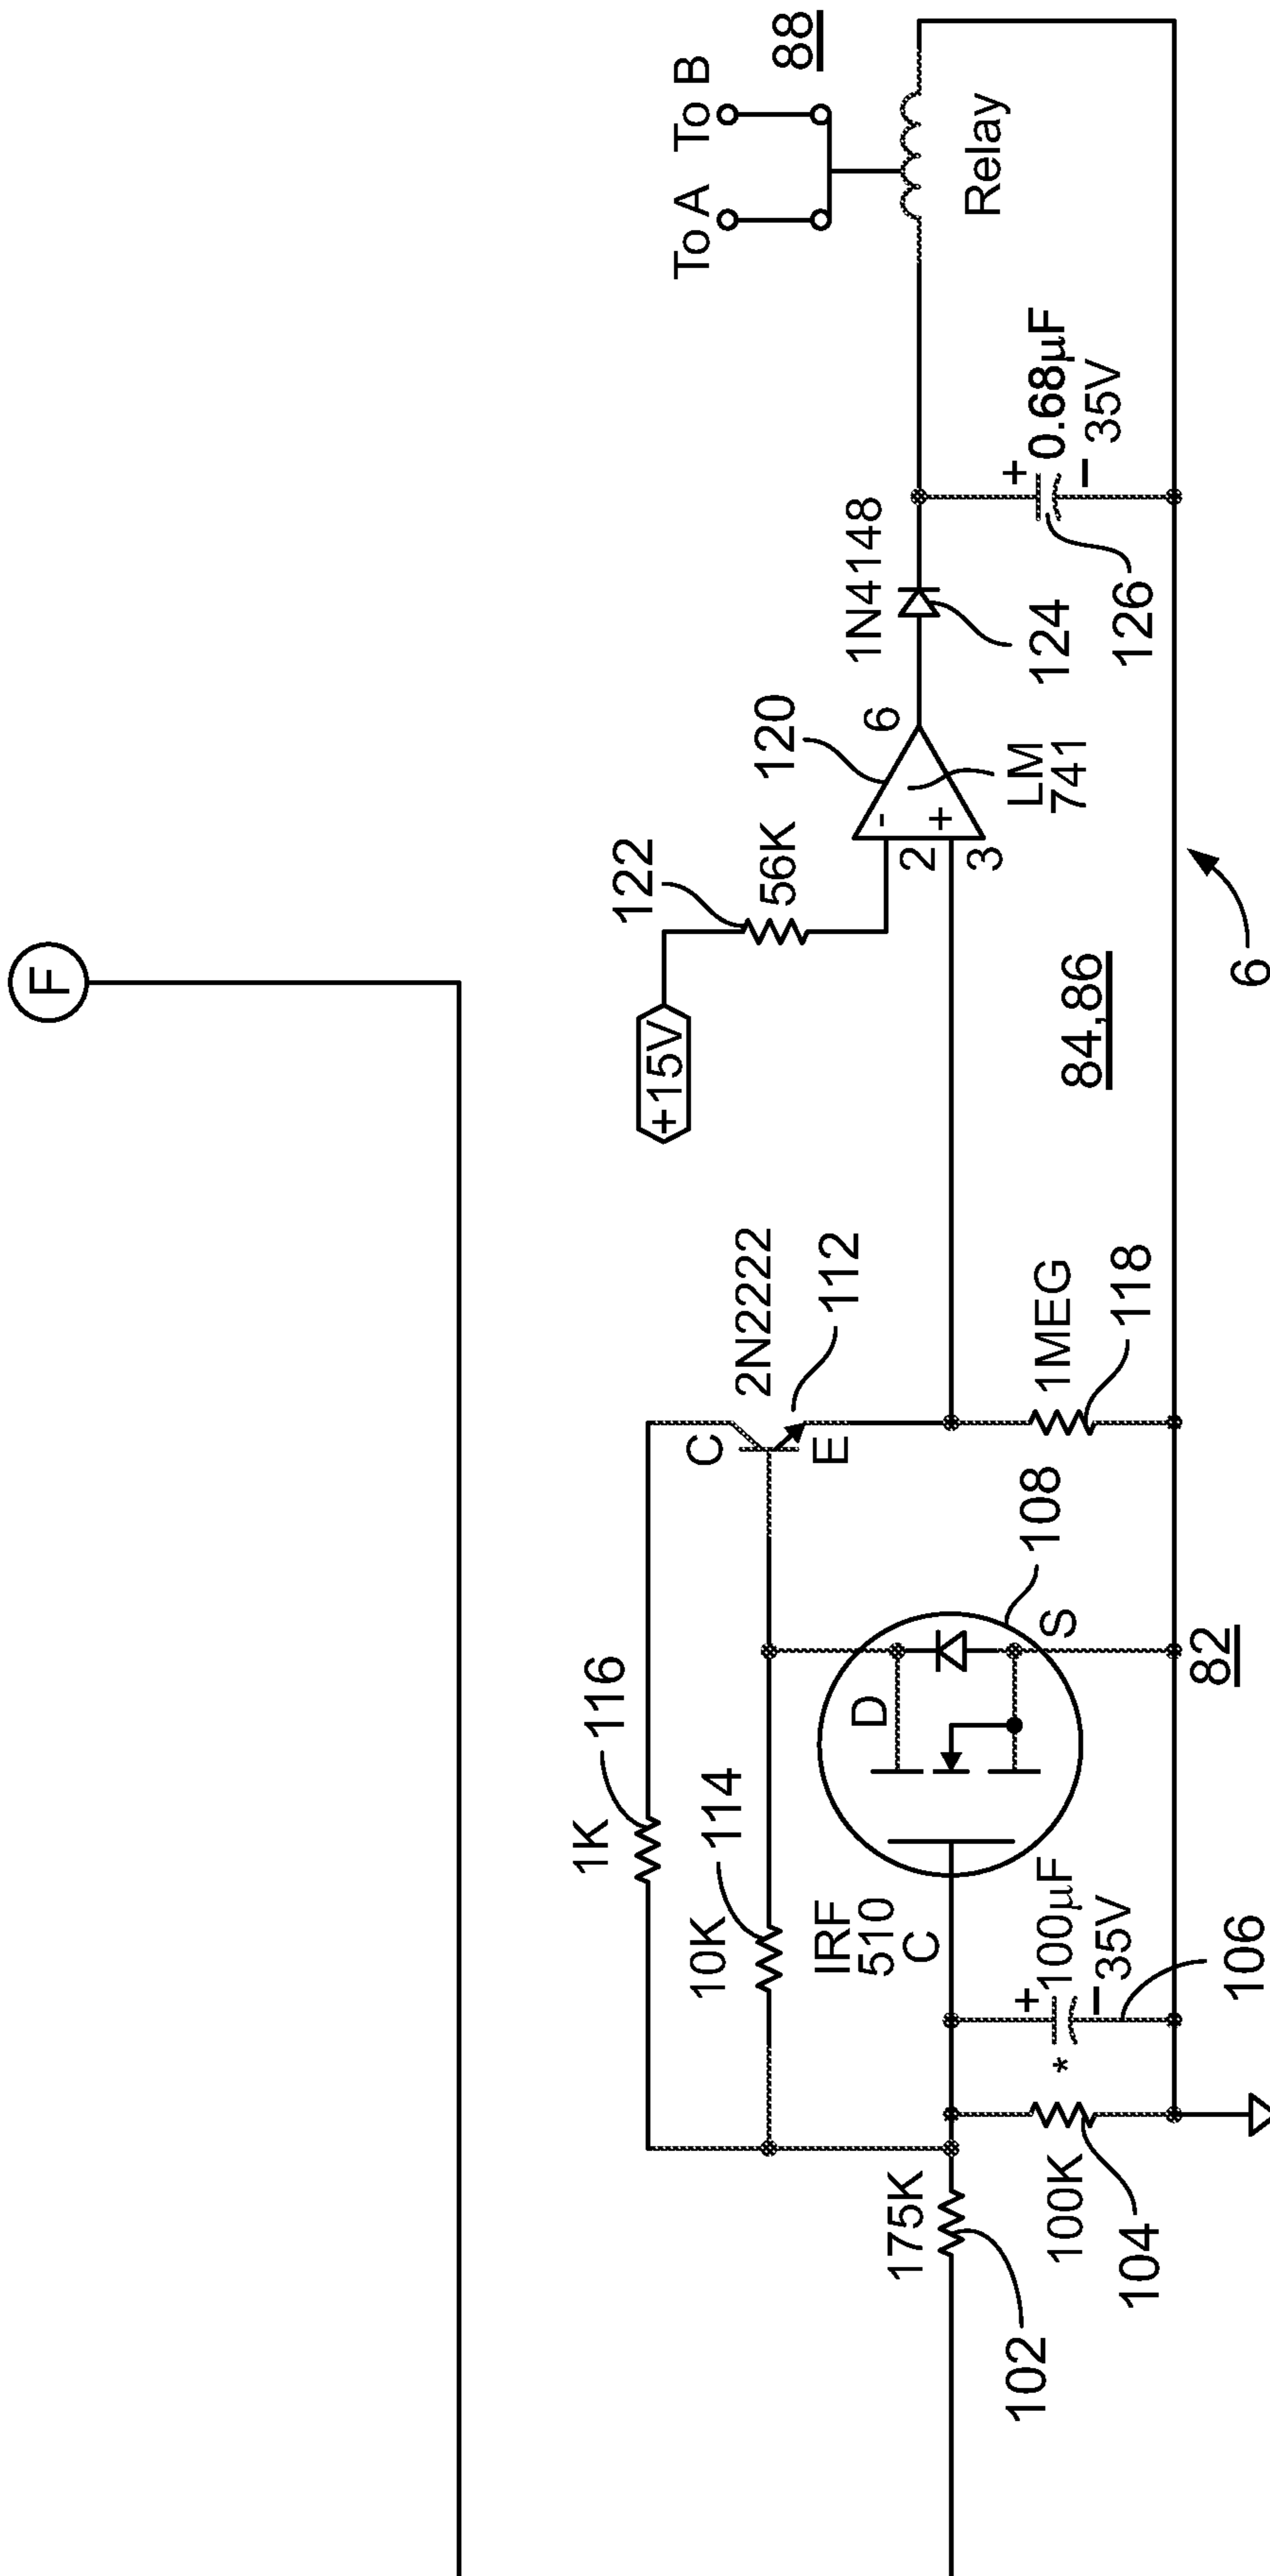 F
To A
To B
88
Relay
1N4148
124
+
0.68µF
−
35V
126
120
6
LM
741
-
+
2
3
122
56K
+15V
84,86
6
2N2222
112
C
E
1MEG
118
108
1K
116
10K
114
D
S
82
IRF
510
C
+
100µF
−
35V
106
*
175K
102
100K
104